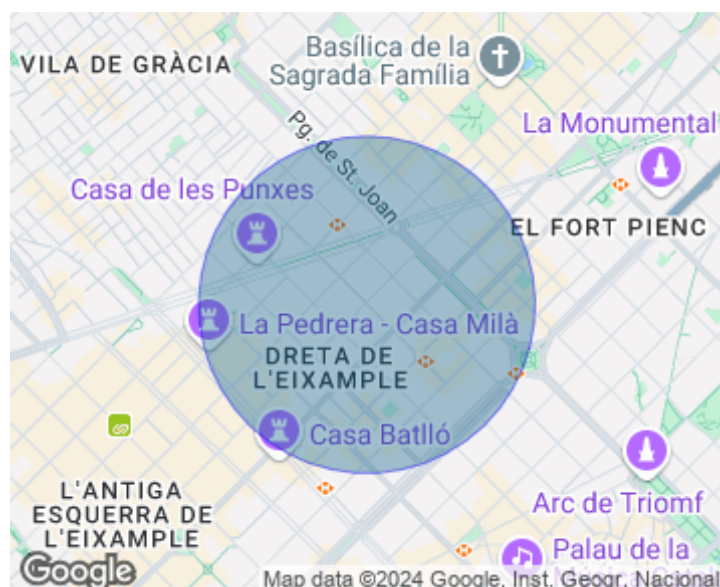 VILA DE GRÀCIA
Basílica de la
Sagrada Família
Pg. de St. Joan
La Monumental
Casa de les Punxes
EL FORT PIENC
La Pedrera - Casa Milà
DRETA DE
L'EIXAMPLE
Casa Batlló
L'ANTIGA
ESQUERRA DE
L'EIXAMPLE
Arc de Triomf
Palau de la
Google
Map data ©2024 Google, Inst. Geogr. Nacional